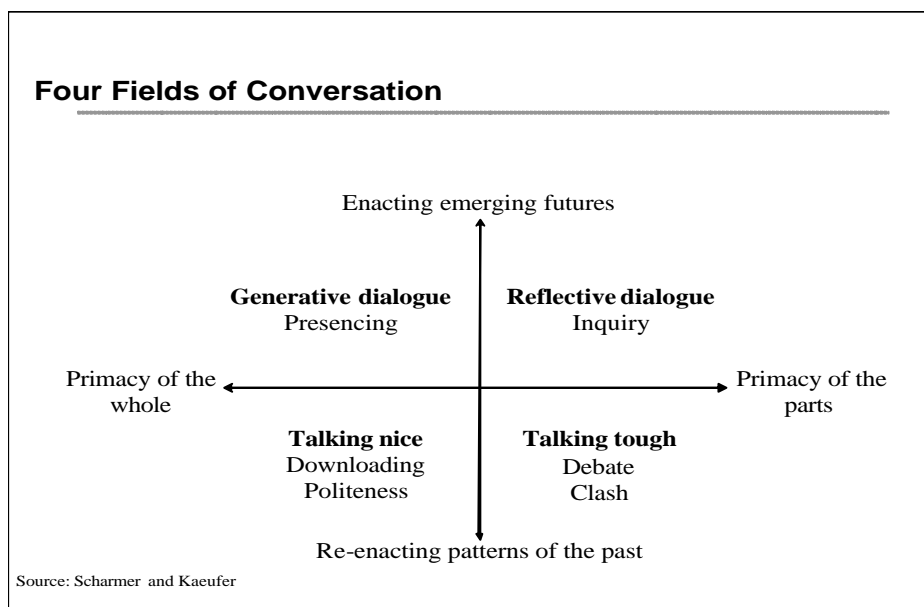 Four Fields of Conversation
Enacting emerging futures
Generative dialogue
Presencing
Reflective dialogue
Inquiry
Primacy of the
whole
Primacy of the
parts
Talking nice
Downloading
Politeness
Talking tough
Debate
Clash
Re-enacting patterns of the past
Source: Scharmer and Kaeufer